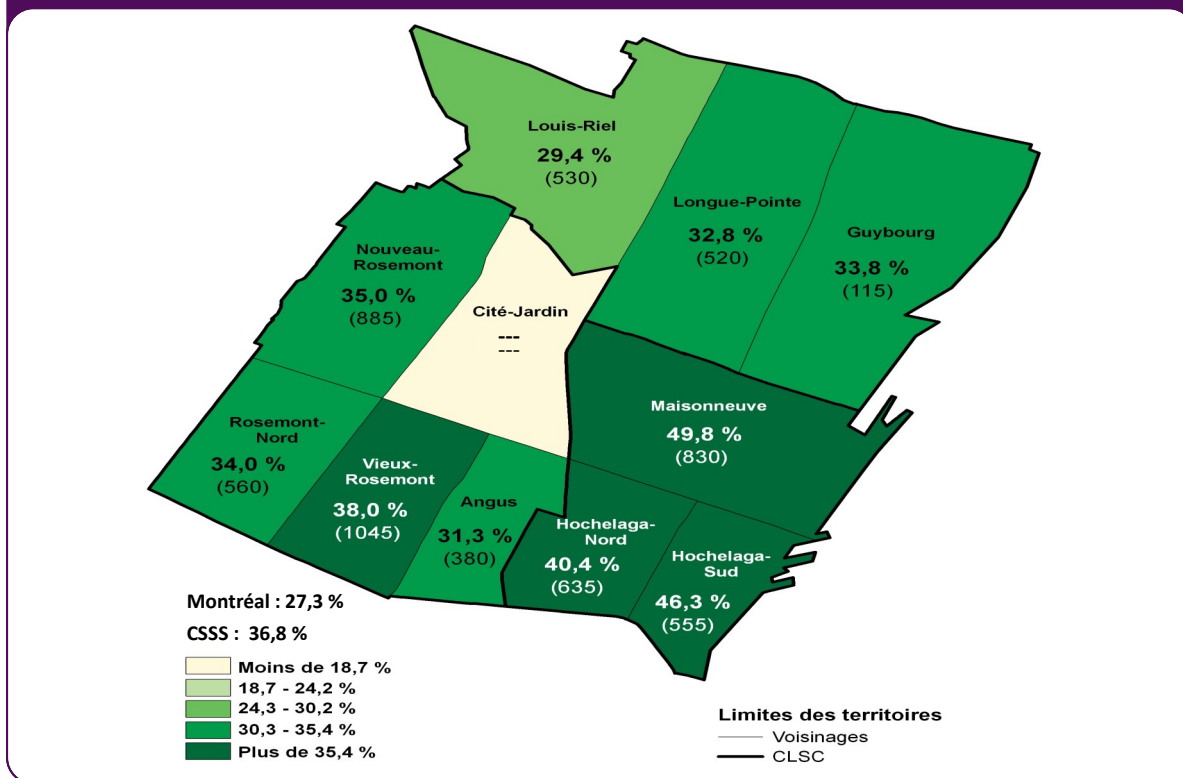 Louis-Riel
29,4 %
(530)
Longue-Pointe
32,8 %
(520)
Guybourg
33,8 %
(115)
Nouveau-
Rosemont
35,0 %
(885)
Cité-Jardin
---
---
Maisonneuve
49,8 %
(830)
Rosemont-
Nord
34,0 %
(560)
Vieux-
Rosemont
38,0 %
(1045)
Angus
31,3 %
(380)
Hochelaga-
Nord
40,4 %
(635)
Hochelaga-
Sud
46,3 %
(555)
Montréal : 27,3 %
CSSS : 36,8 %
Moins de 18,7 %
18,7 - 24,2 %
24,3 - 30,2 %
30,3 - 35,4 %
Plus de 35,4 %
Limites des territoires
Voisinages
CLSC